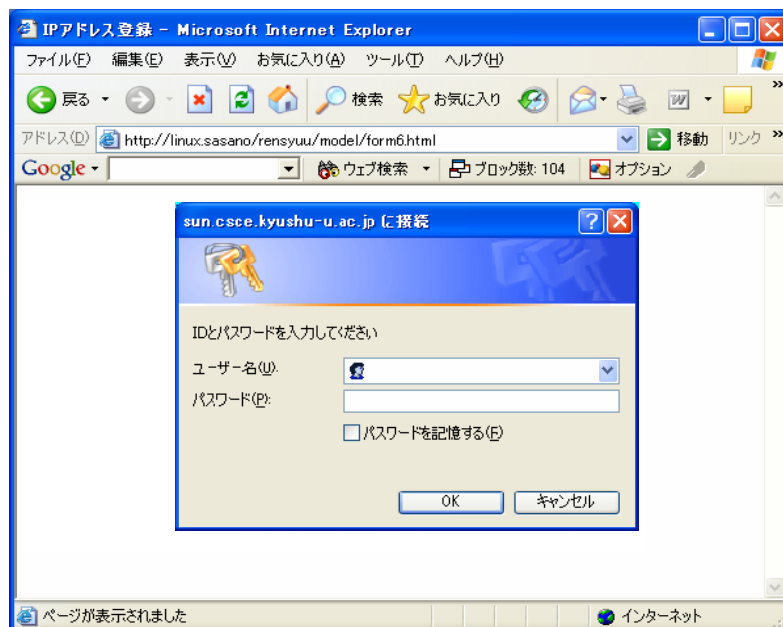 IPアドレス登録 - Microsoft Internet Explorer
ファイル(F) 編集(E) 表示(V) お気に入り(A) ツール(T) ヘルプ(H)
戻る 検索 お気に入り
アドレス(D) http://linux.sasano/rensyuu/model/form6.html 移動 リンク
Google ウェブ検索 ブロック数: 104 オプション
sun.csce.kyushu-u.ac.jp に接続
IDとパスワードを入力してください
ユーザー名(U):
パスワード(P):
パスワードを記憶する(F)
OK キャンセル
ページが表示されました インターネット